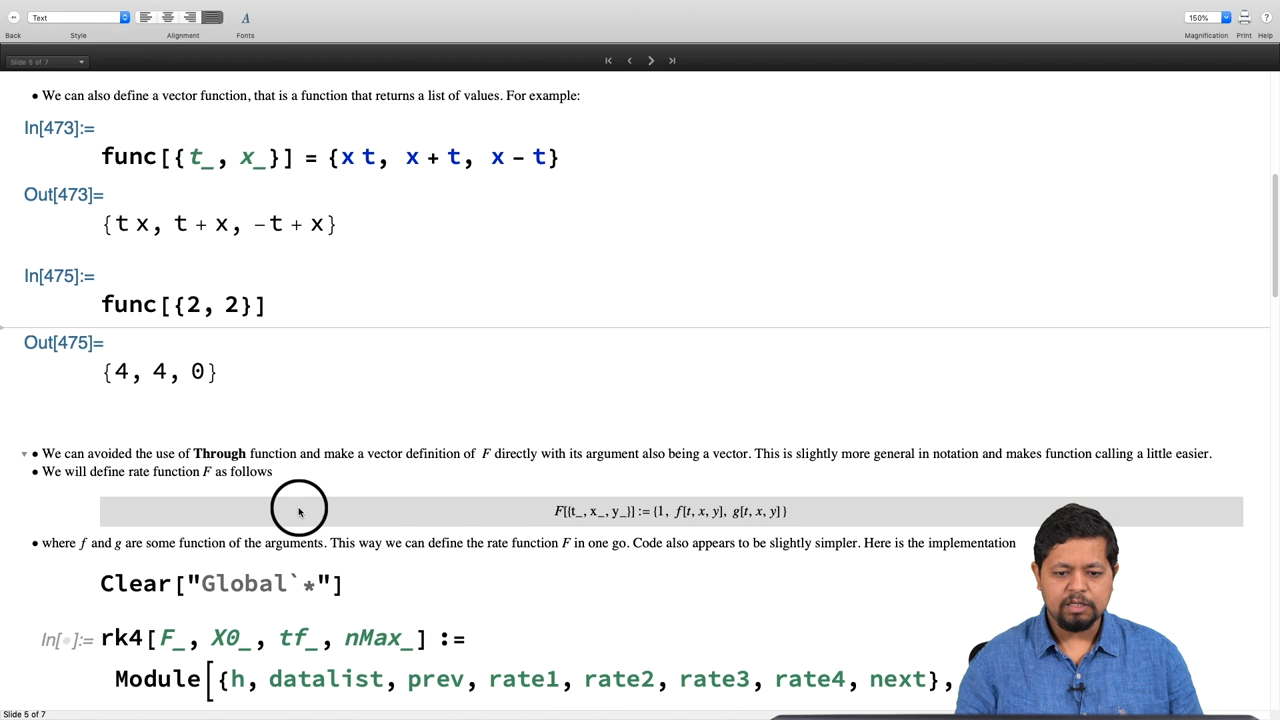 Text
150%
Back
Style
Alignment
Fonts
Magnification
Print
Help
Slide 5 of 7
• We can also define a vector function, that is a function that returns a list of values. For example:
In[473]:=
func[{t_, x_}] = {x t, x + t, x - t}
Out[473]=
{t x, t + x, -t + x}
In[475]:=
func[{2, 2}]
Out[475]=
{4, 4, 0}
• We can avoided the use of Through function and make a vector definition of F directly with its argument also being a vector. This is slightly more general in notation and makes function calling a little easier.
• We will define rate function F as follows
F[{t_, x_, y_}] := {1, f[t, x, y], g[t, x, y]}
• where f and g are some function of the arguments. This way we can define the rate function F in one go. Code also appears to be slightly simpler. Here is the implementation
Clear["Global`*"]
In[•]:= rk4[F_, X0_, tf_, nMax_] :=
Module[{h, datalist, prev, rate1, rate2, rate3, rate4, next},
Slide 5 of 7